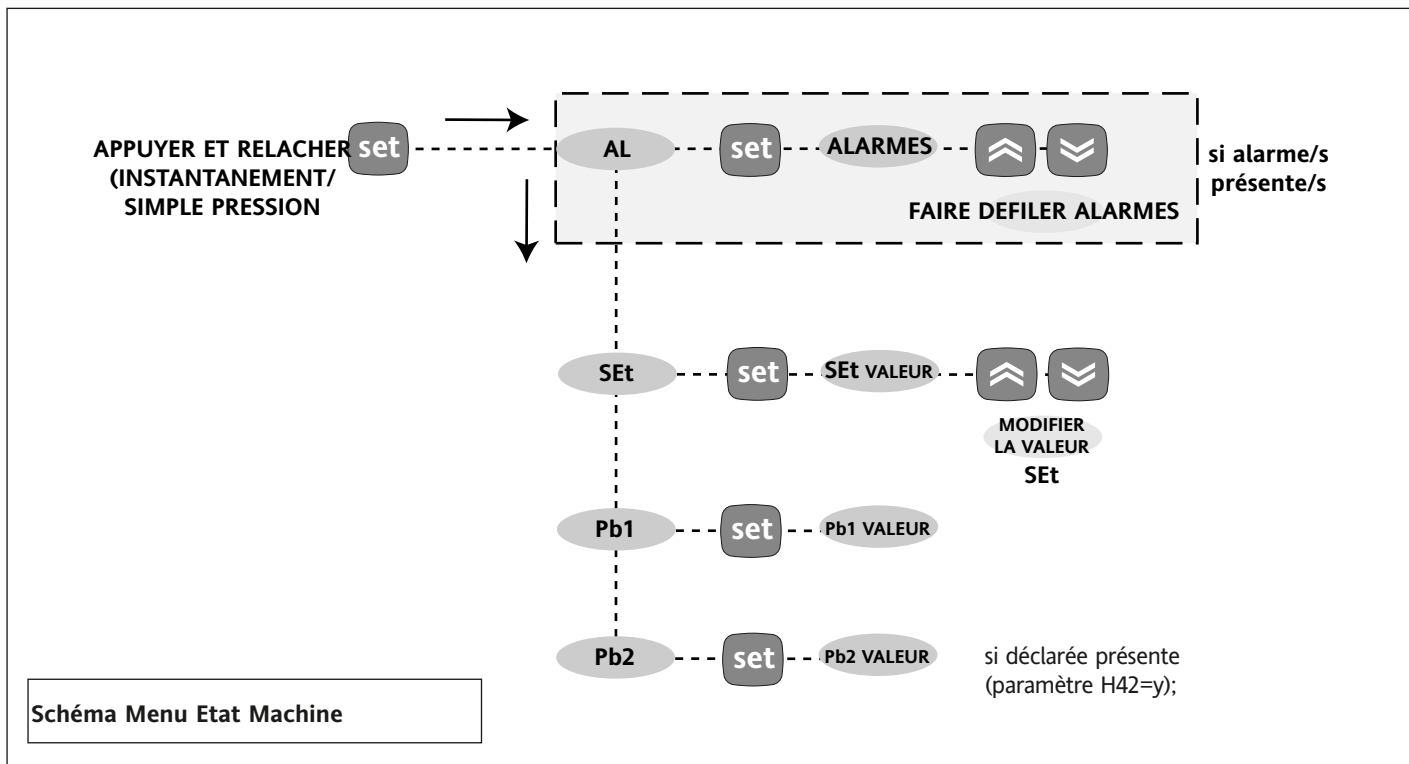 APPUYER ET RELACHER set
(INSTANTANEMENT/
SIMPLE PRESSION
AL set ALARMES
si alarme/s
présente/s
FAIRE DEFILER ALARMES
SEt set SEt VALEUR
MODIFIER
LA VALEUR
SEt
Pb1 set Pb1 VALEUR
Pb2 set Pb2 VALEUR
si déclarée présente
(paramètre H42=y);
Schéma Menu Etat Machine